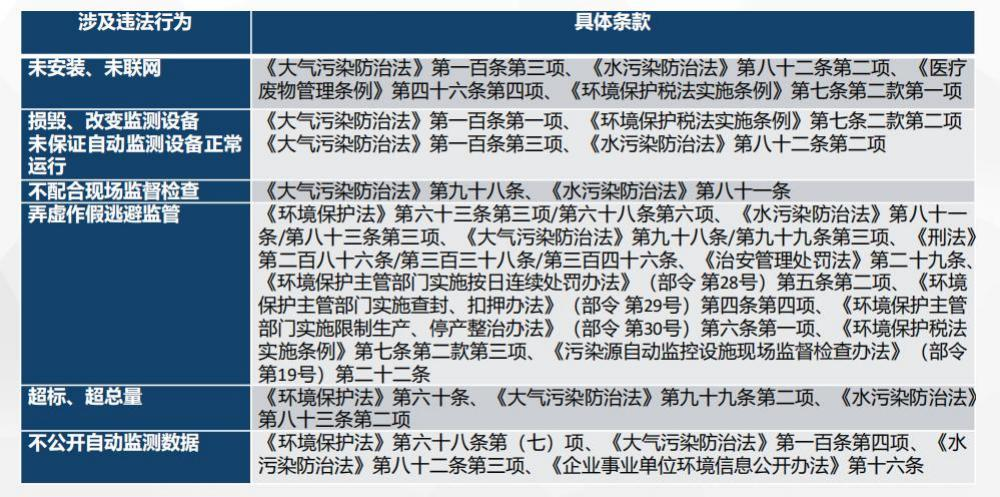 涉及违法行为
具体条款
未安装、未联网
《大气污染防治法》第一百条第三项、《水污染防治法》第八十二条第二项、《医疗
废物管理条例》第四十六条第四项、《环境保护税法实施条例》第七条第二款第一项
损毁、改变监测设备
未保证自动监测设备正常
运行
《大气污染防治法》第一百条第一项、《环境保护税法实施条例》第七条二款第二项
《大气污染防治法》第一百条第三项、《水污染防治法》第八十二条第二项
不配合现场监督检查
《大气污染防治法》第九十八条、《水污染防治法》第八十一条
弄虚作假逃避监管
《环境保护法》第六十三条第三项/第六十八条第六项、《水污染防治法》第八十一
条/第八十三条第三项、《大气污染防治法》第九十八条/第九十九条第三项、《刑法》
第二百八十六条/第三百三十八条/第三百四十六条、《治安管理处罚法》第二十九条、
《环境保护主管部门实施按日连续处罚办法》（部令 第28号）第五条第二项、《环境
保护主管部门实施查封、扣押办法》（部令 第29号）第四条第四项、《环境保护主管
部门实施限制生产、停产整治办法》（部令 第30号）第六条第一项、《环境保护税法
实施条例》第七条第二款第三项、《污染源自动监控设施现场监督检查办法》（部令
第19号）第二十二条
超标、超总量
《环境保护法》第六十条、《大气污染防治法》第九十九条第二项、《水污染防治法》
第八十三条第二项
不公开自动监测数据
《环境保护法》第六十八条第（七）项、《大气污染防治法》第一百条第四项、《水
污染防治法》第八十二条第三项、《企业事业单位环境信息公开办法》第十六条